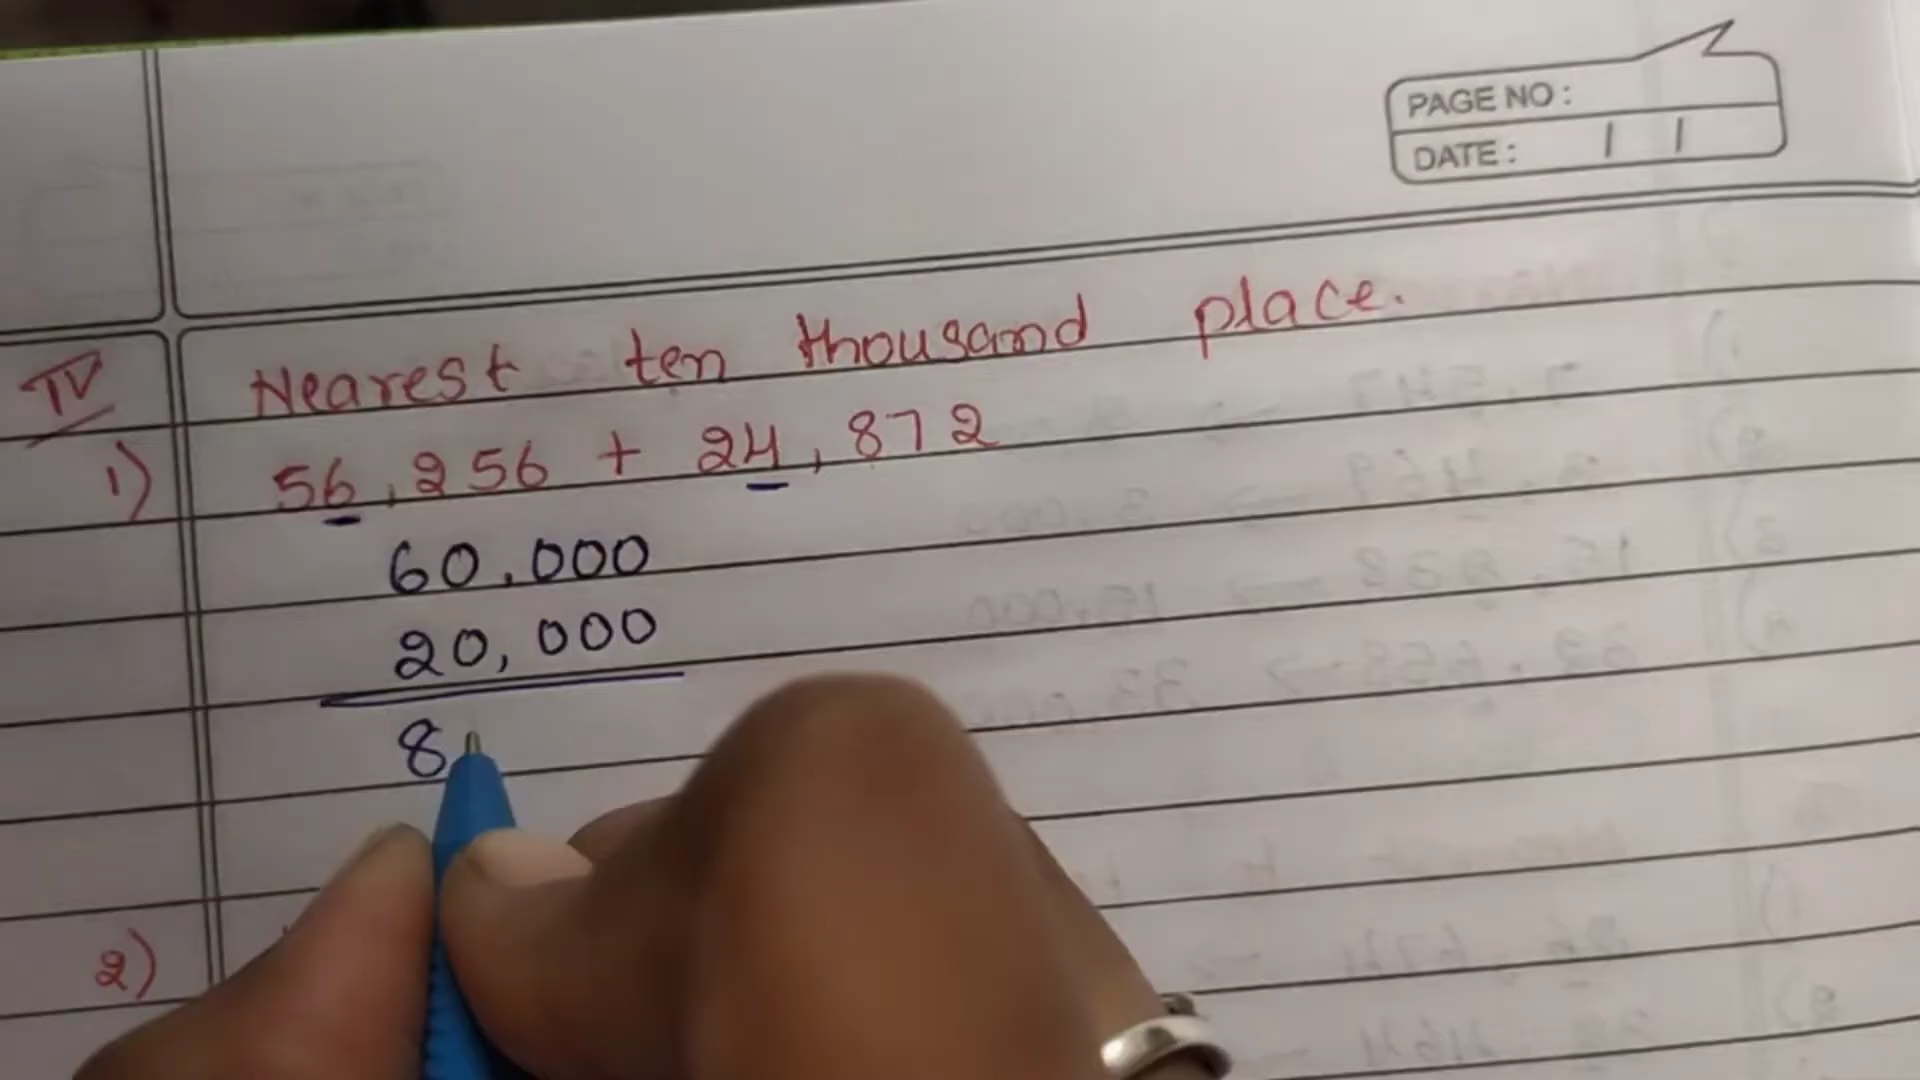 PAGE NO :
DATE : / /
IV Nearest ten thousand place.
1) 56,256 + 24,872
60,000
20,000
8
2)